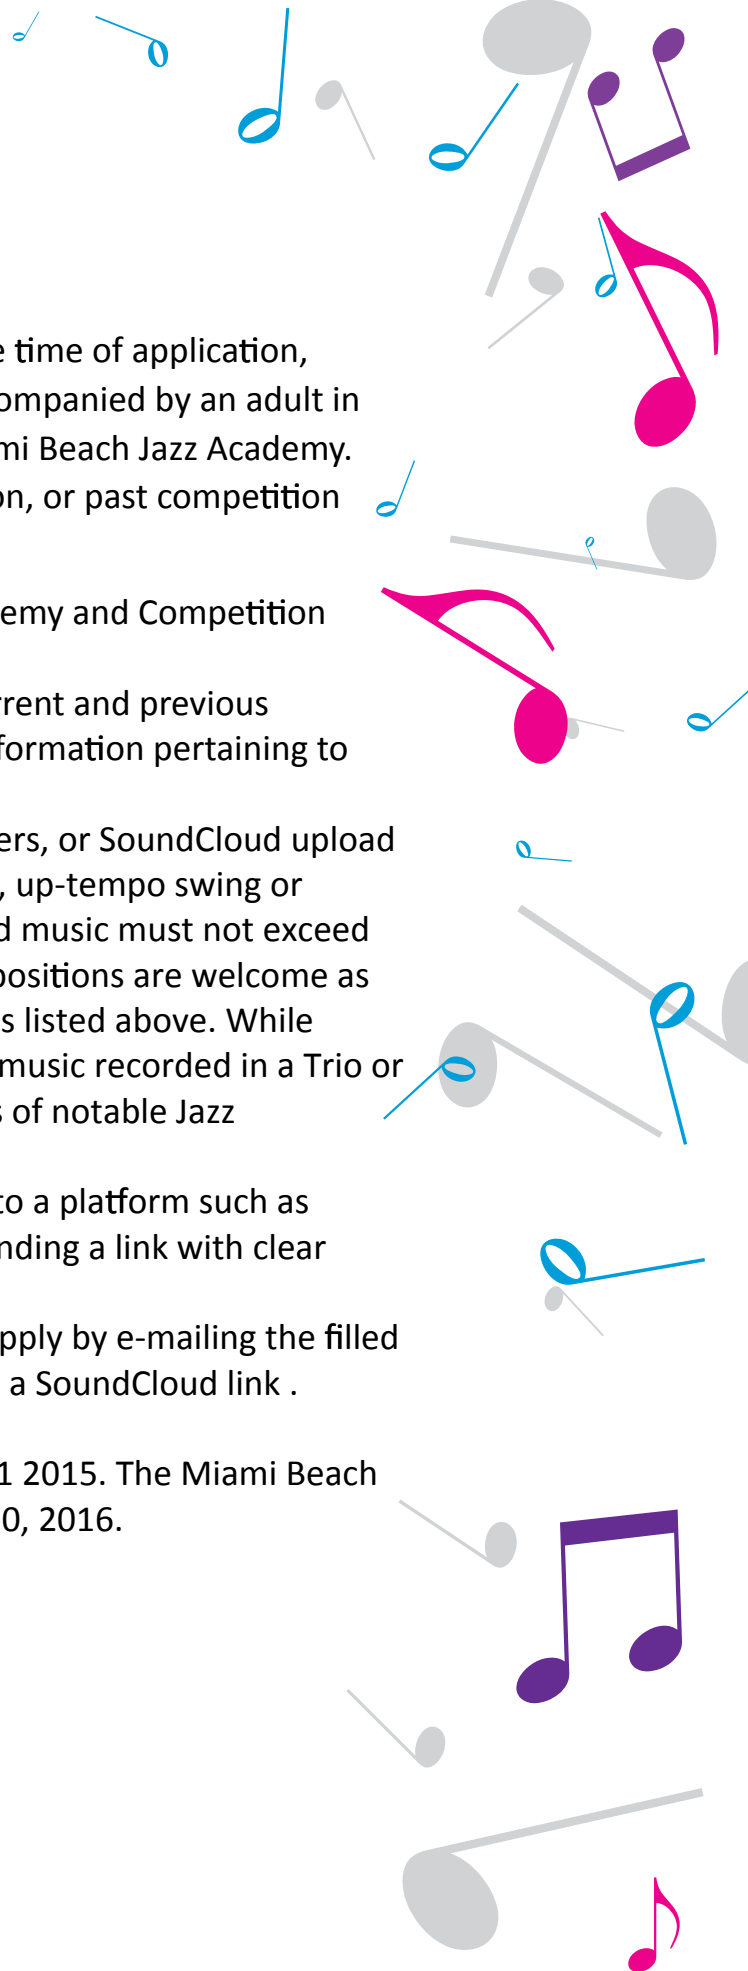 e time of application,
ompanied by an adult in
mi Beach Jazz Academy.
on, or past competition
emy and Competition
rrent and previous
formation pertaining to
ers, or SoundCloud upload
, up-tempo swing or
d music must not exceed
positions are welcome as
s listed above. While
music recorded in a Trio or
s of notable Jazz
to a platform such as
nding a link with clear
pply by e-mailing the filled
a SoundCloud link .
1 2015. The Miami Beach
0, 2016.